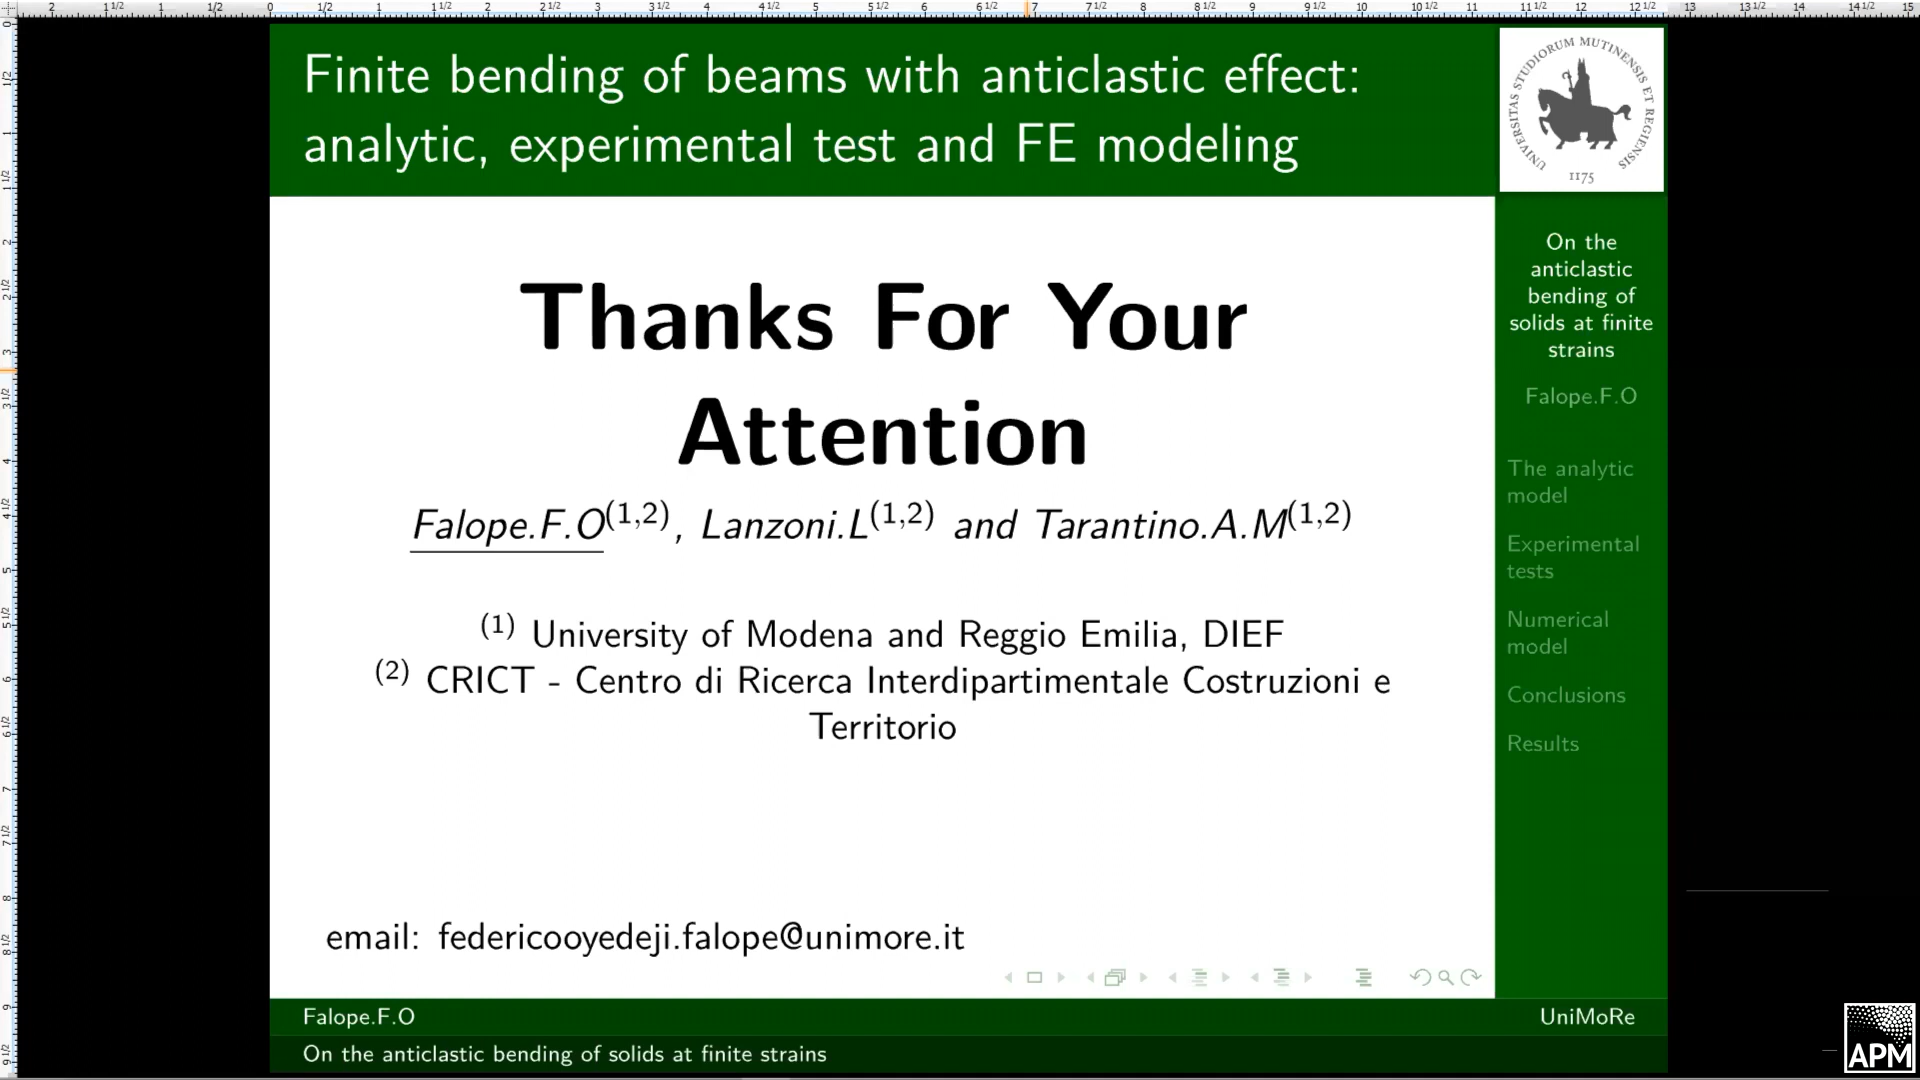 Finite bending of beams with anticlastic effect:
analytic, experimental test and FE modeling
UNIVERSITAS STUDIORUM MUTINENSIS ET REGIENSIS
1175
Thanks For Your
Attention
Falope.F.O(1,2), Lanzoni.L(1,2) and Tarantino.A.M(1,2)
(1) University of Modena and Reggio Emilia, DIEF
(2) CRICT - Centro di Ricerca Interdipartimentale Costruzioni e
Territorio
email: federicooyedeji.falope@unimore.it
On the
anticlastic
bending of
solids at finite
strains
Falope.F.O
The analytic
model
Experimental
tests
Numerical
model
Conclusions
Results
Falope.F.O
UniMoRe
On the anticlastic bending of solids at finite strains
APM